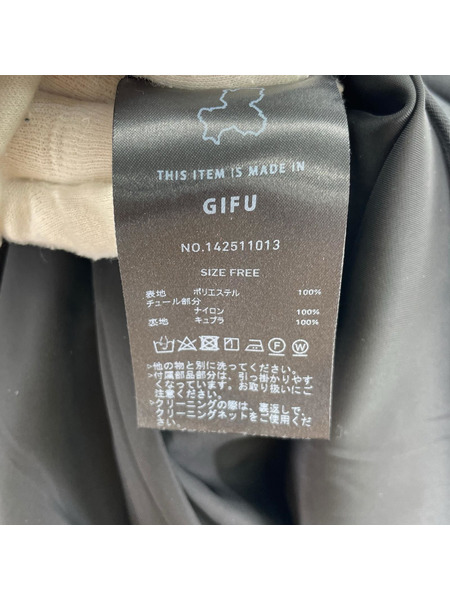 THIS ITEM IS MADE IN
GIFU
NO.142511013
SIZE FREE
表地 ポリエステル 100%
チュール部分
ナイロン 100%
裏地 キュプラ 100%
>他の物と別に洗ってください。
>付属部品部分は、引っ掛かりやす
くなっています。お取り扱いにご
注意ください。
>クリーニングの際は、裏返しで、
クリーニングネットをご使用くだ
さい。